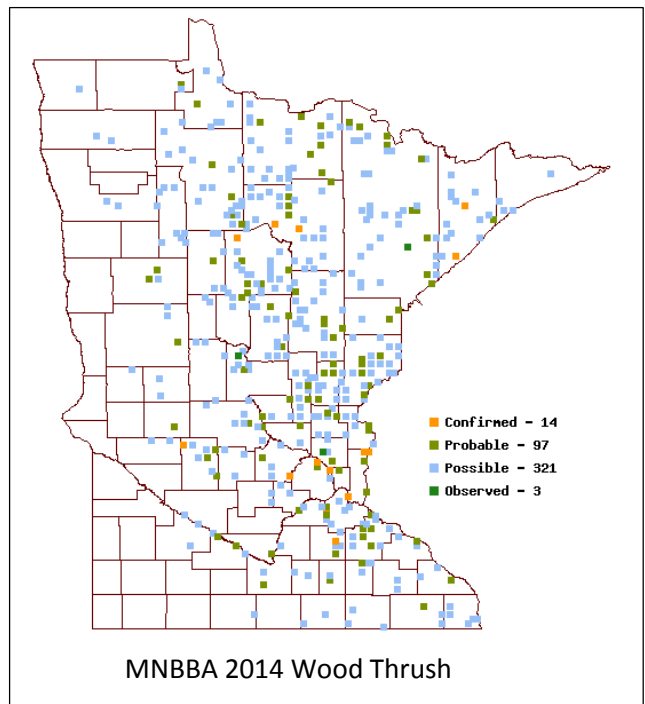 Confirmed - 14
Probable - 97
Possible - 321
Observed - 3
MNBBA 2014 Wood Thrush